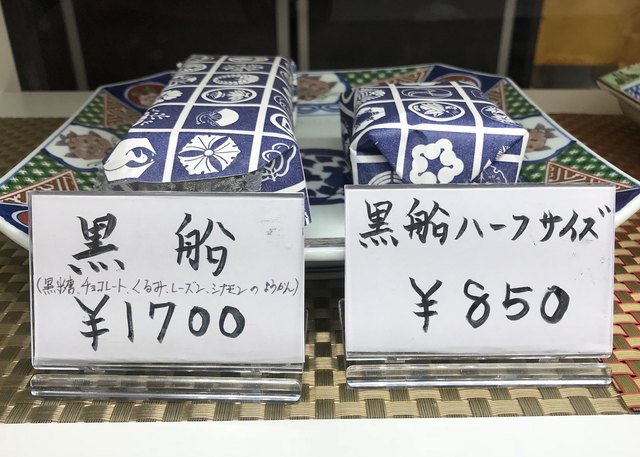 黒船
(黒糖、チョコレート、くるみ、レーズン、シナモンのようかん)
¥1700
黒船ハーフサイズ
¥850